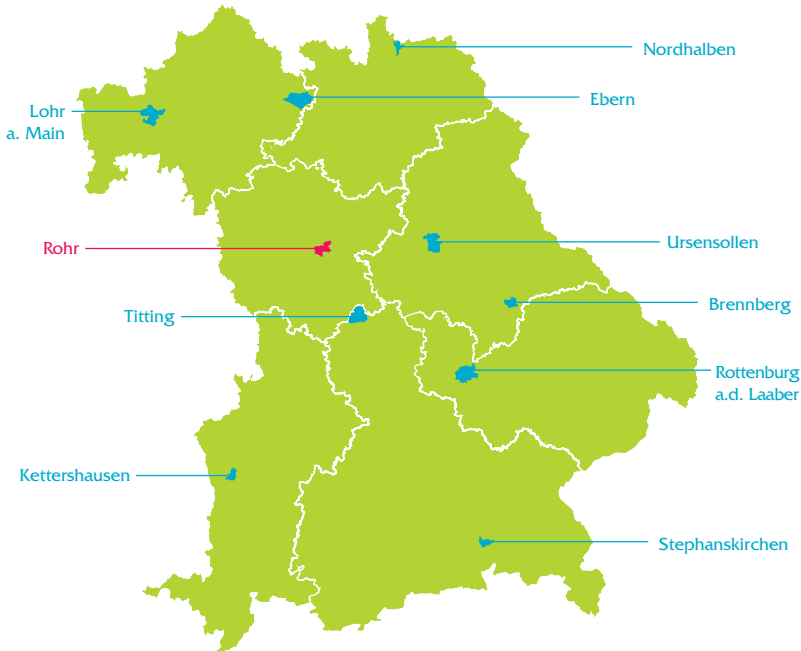 Nordhalben
Ebern
Lohr
a. Main
Rohr
Ursensollen
Brennberg
Titting
Rottenburg
a.d. Laaber
Kettershausen
Stephanskirchen